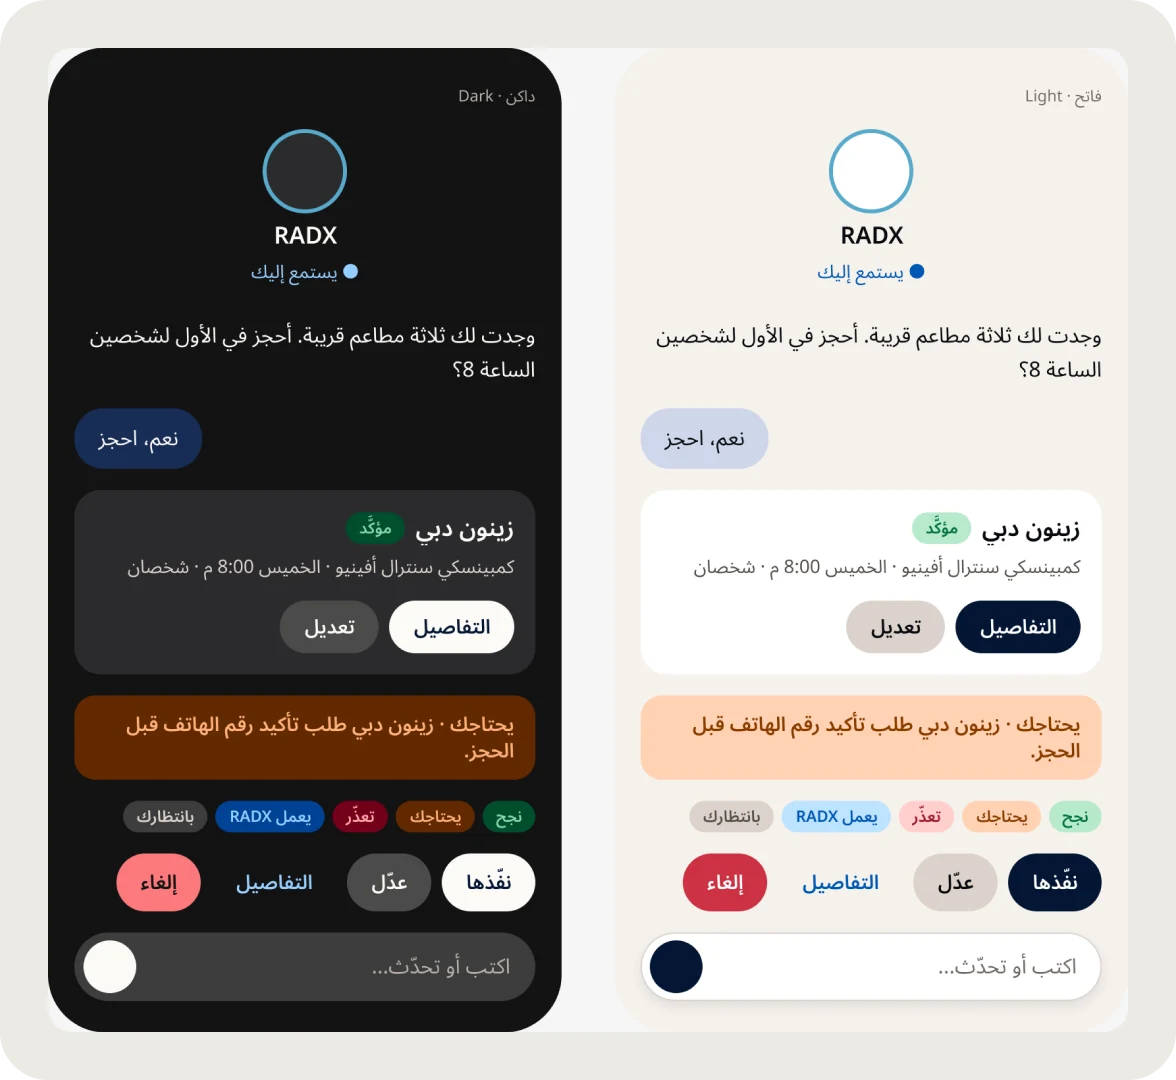 فاتح · Light
RADX
يستمع إليك
وجدت لك ثلاثة مطاعم قريبة. أحجز في الأول لشخصين
الساعة 8؟
نعم، احجز
زينون دبي مؤكَّد
كمبينسكي سنترال أفينيو · الخميس 8:00 م · شخصان
التفاصيل تعديل
يحتاجك · زينون دبي طلب تأكيد رقم الهاتف قبل
الحجز.
نجح يحتاجك تعذّر يعمل RADX بانتظارك
نفّذها عدّل التفاصيل إلغاء
اكتب أو تحدّث...
داكن · Dark
RADX
يستمع إليك
وجدت لك ثلاثة مطاعم قريبة. أحجز في الأول لشخصين
الساعة 8؟
نعم، احجز
زينون دبي مؤكَّد
كمبينسكي سنترال أفينيو · الخميس 8:00 م · شخصان
التفاصيل تعديل
يحتاجك · زينون دبي طلب تأكيد رقم الهاتف قبل
الحجز.
نجح يحتاجك تعذّر يعمل RADX بانتظارك
نفّذها عدّل التفاصيل إلغاء
اكتب أو تحدّث...